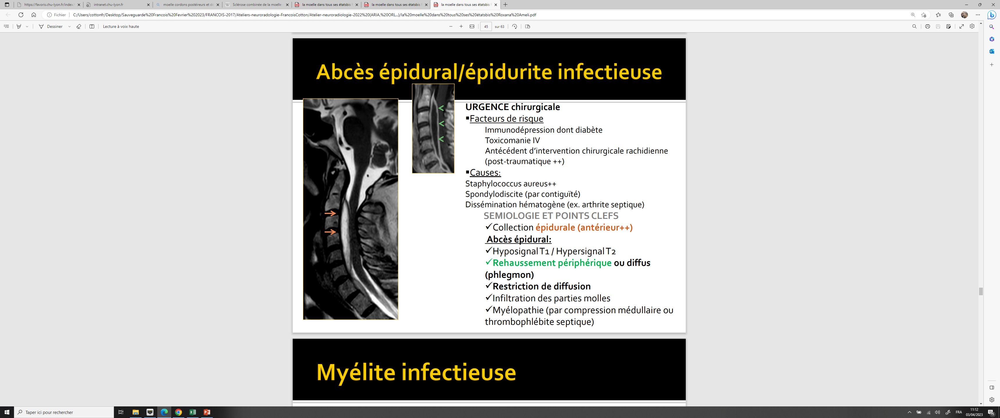 https://favoris.chu-lyon.fr/index.
intranet.chu-lyon.fr
moelle cordons postéireurs et de
Sclérose combinée de la moelle
la moelle dans tous ses étatsbis
la moelle dans tous ses étatsbis
la moelle dans tous ses étatsbis
Fichier
C:/Users/cottonfr/Desktop/Sauveguarde%20Francois%20Fevrier%202023/FRANCOIS-2017/Ateliers-neuroradologie-FrancoisCotton/Atelier-neuroradiologie-2022%20(ARIA,%20ORL...)/la%20moelle%20dans%20tous%20ses%20étatsbis%20Roxana%20Ameli.pdf
Dessiner
Lecture à voix haute
45 sur 63
Abcès épidural/épidurite infectieuse
URGENCE chirurgicale
Facteurs de risque
Immunodépression dont diabète
Toxicomanie IV
Antécédent d'intervention chirurgicale rachidienne
(post-traumatique ++)
Causes:
Staphylococcus aureus++
Spondylodiscite (par contiguïté)
Dissémination hématogène (ex. arthrite septique)
SEMIOLOGIE ET POINTS CLEFS
✓Collection épidurale (antérieur++)
Abcès épidural:
✓Hyposignal T1 / Hypersignal T2
✓Rehaussement périphérique ou diffus
(phlegmon)
✓Restriction de diffusion
✓Infiltration des parties molles
✓Myélopathie (par compression médullaire ou
thrombophlébite septique)
Myélite infectieuse
Taper ici pour rechercher
FRA
11:12
03/04/2023
15